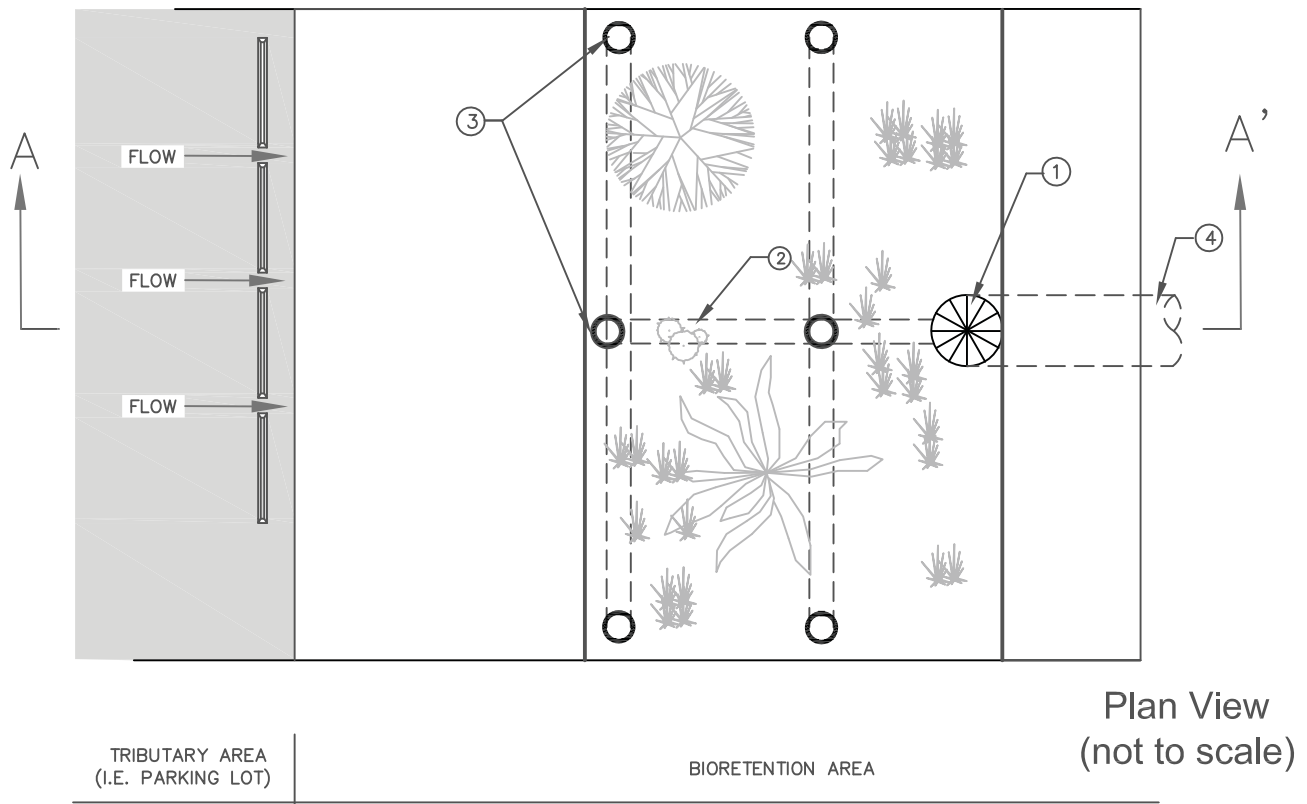 3
A
A'
FLOW
1
4
2
FLOW
FLOW
Plan View
(not to scale)
TRIBUTARY AREA
(I.E. PARKING LOT)
BIORETENTION AREA